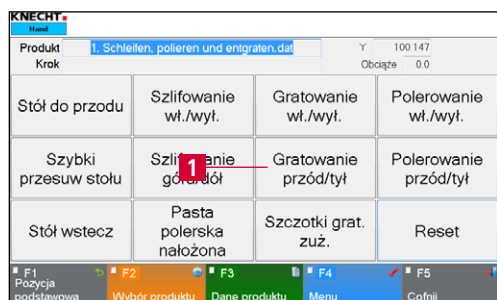 KNECHT
Hand
Produkt 1. Schleifen, polieren und entgraten.dat Y 100.147
Krok Obciąże 0.0
Stół do przodu
Szlifowanie
wł./wył.
Gratowanie
wł./wył.
Polerowanie
wł./wył.
Szybki
przesuw stołu
góra/dół
1
Gratowanie
przód/tył
Polerowanie
przód/tył
Stół wstecz
Pasta
polerska
nałożona
Szczotki grat.
zuż.
Reset
F1
Pozycja
podstawowa
F2
Wybór produktu
F3
Dane produktu
F4
Menu
F5
Cofnij